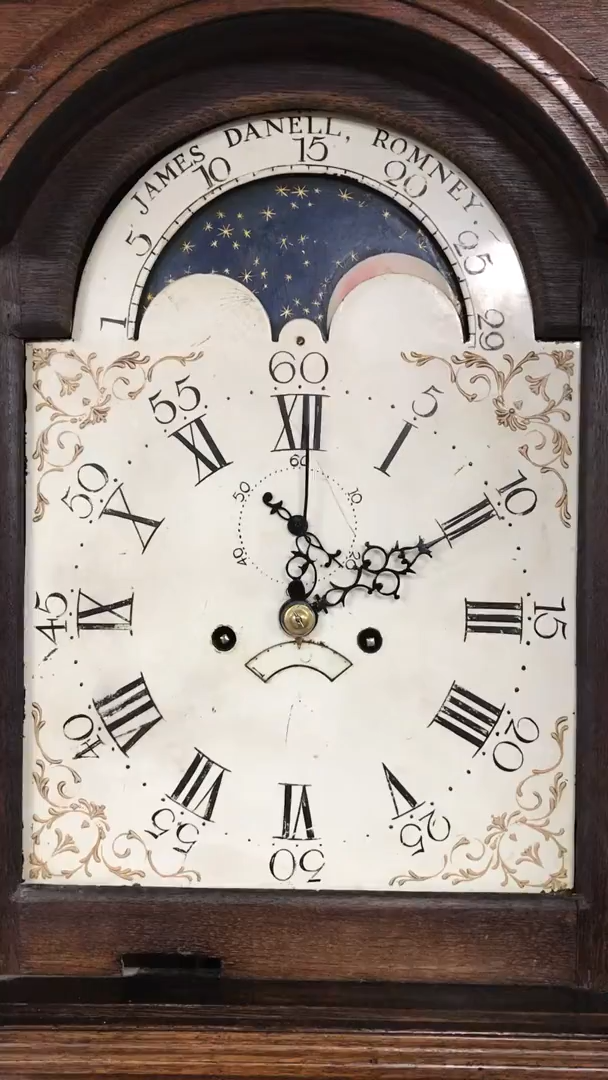 JAMES DANELL, ROMNEY.
1 5 10 15 20 25 29
60 5 10 15 20 25 30 35 40 45 50 55
XII I II III IIII V VI VII VIII IX X XI
60 10 20 40 50